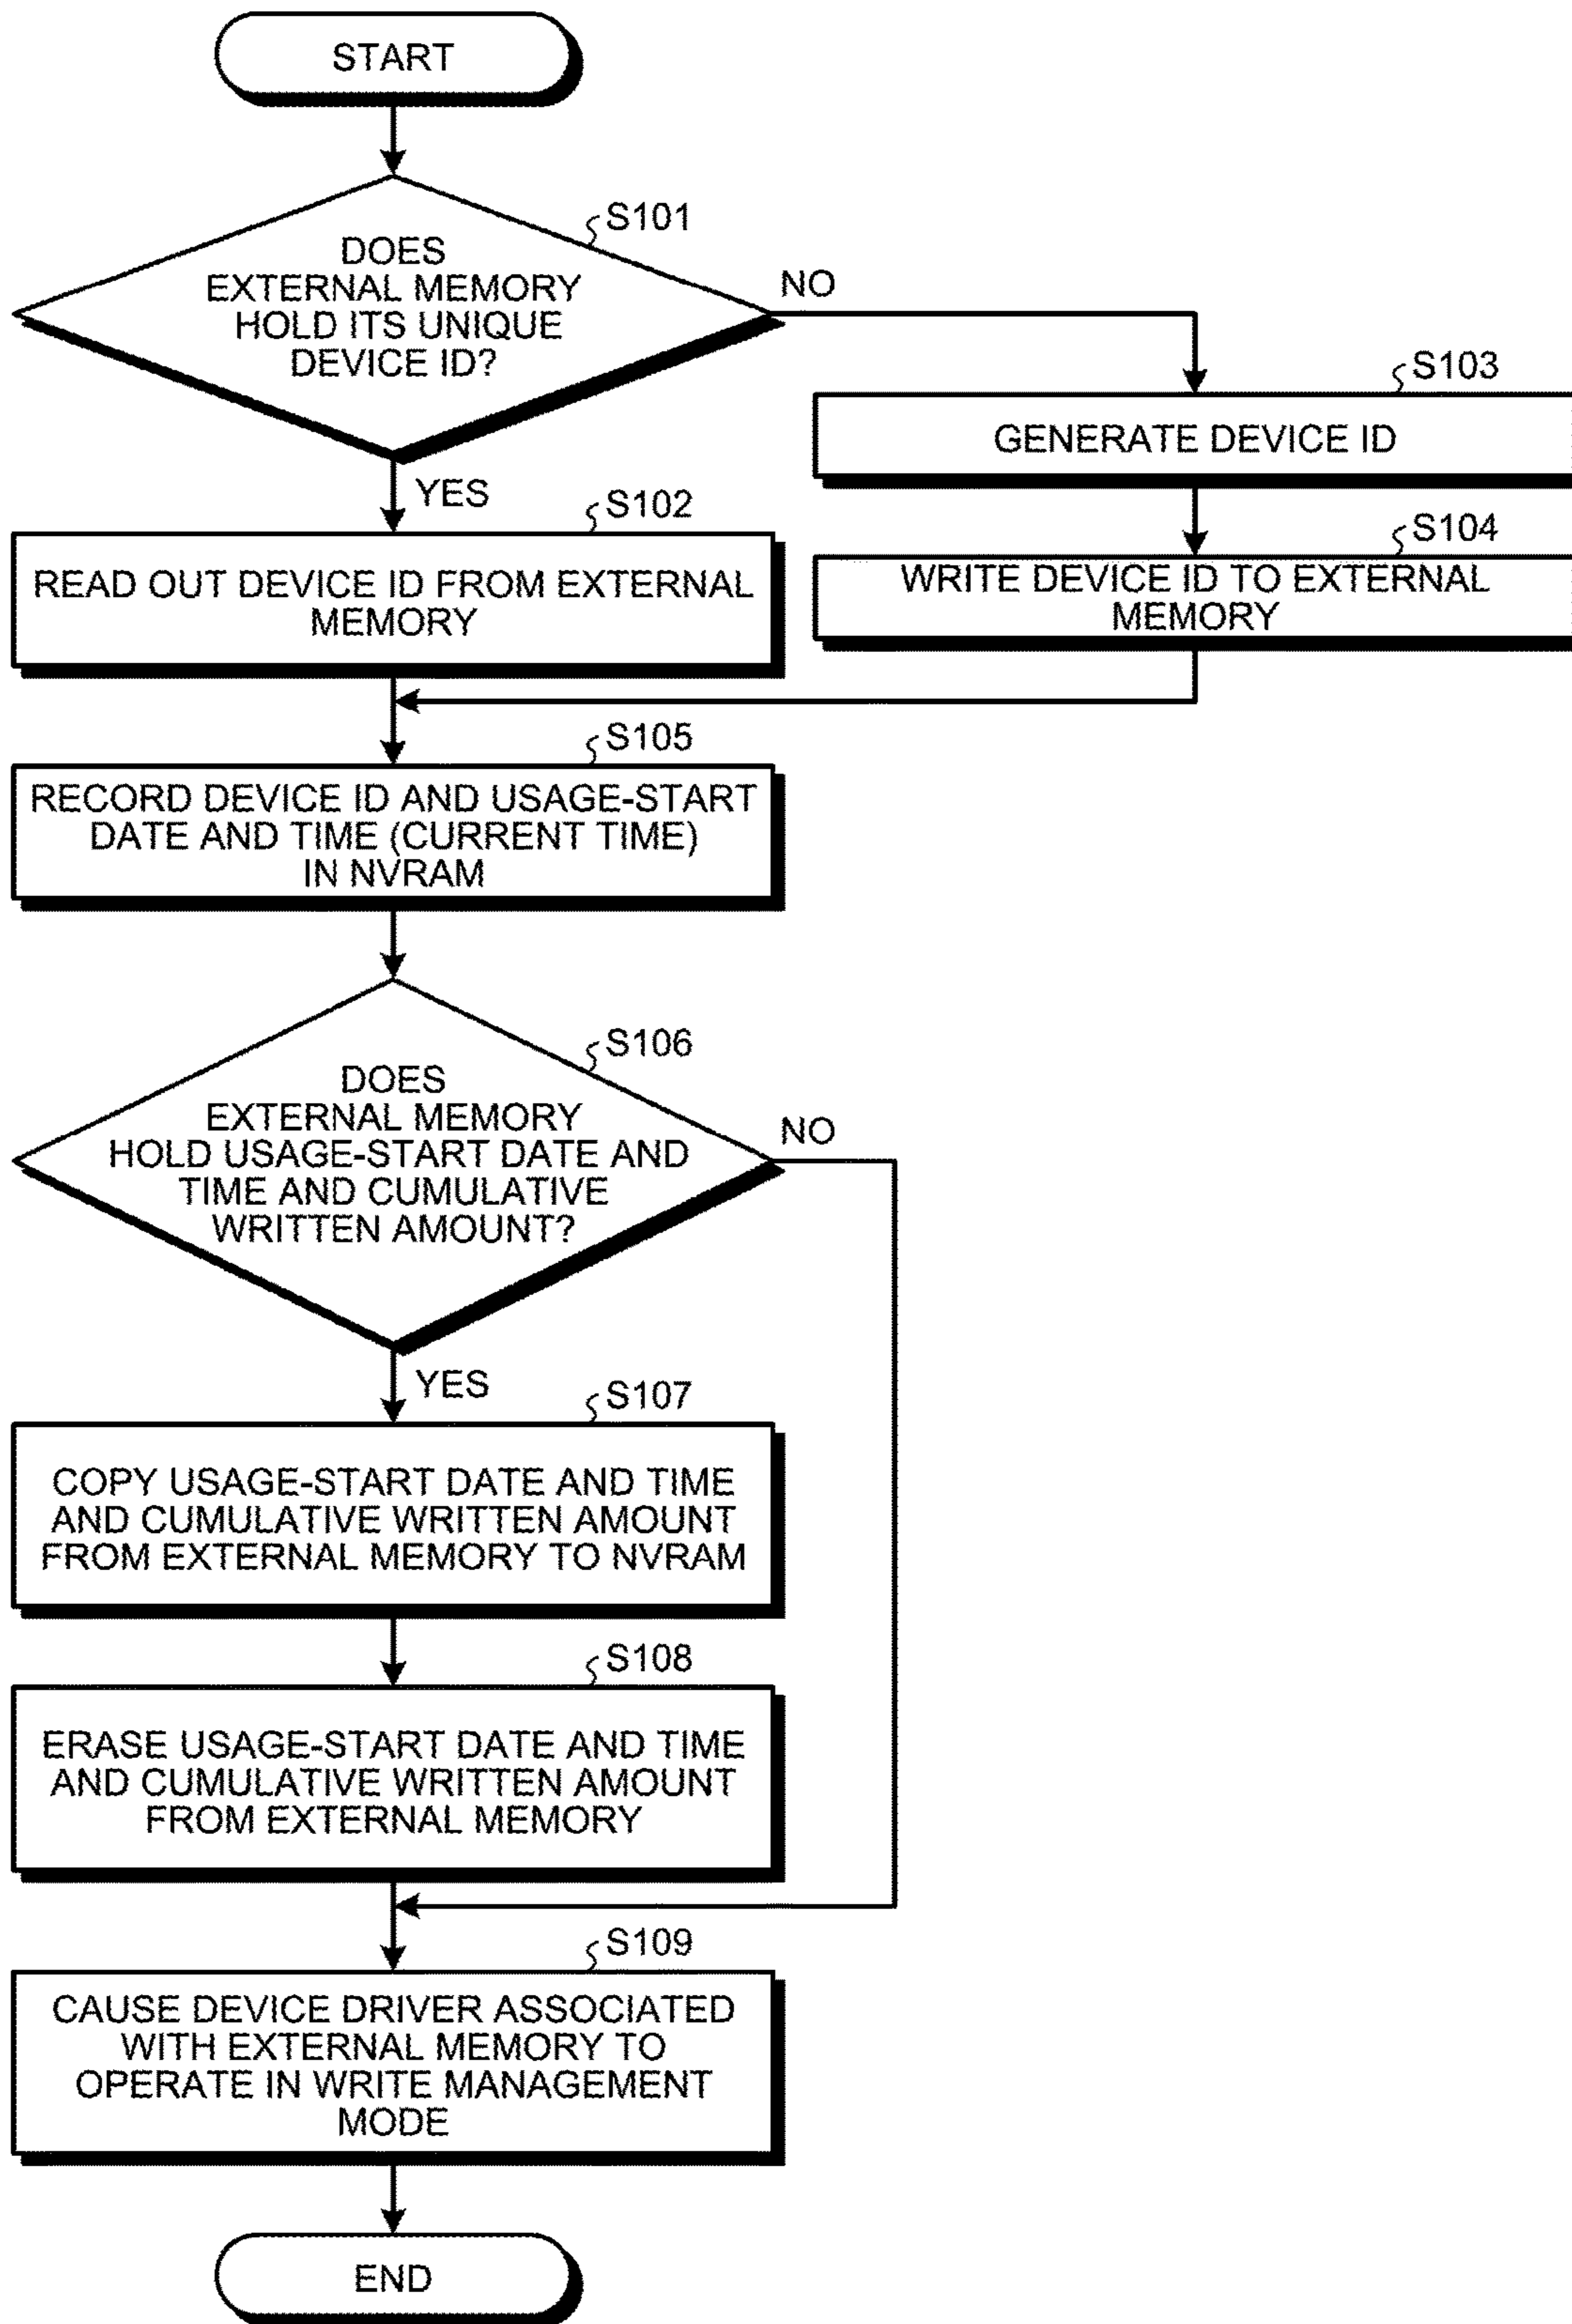 START
S101
DOES
EXTERNAL MEMORY
HOLD ITS UNIQUE
DEVICE ID?
NO
YES
S103
GENERATE DEVICE ID
S102
READ OUT DEVICE ID FROM EXTERNAL
MEMORY
S104
WRITE DEVICE ID TO EXTERNAL
MEMORY
S105
RECORD DEVICE ID AND USAGE-START
DATE AND TIME (CURRENT TIME)
IN NVRAM
S106
DOES
EXTERNAL MEMORY
HOLD USAGE-START DATE AND
TIME AND CUMULATIVE
WRITTEN AMOUNT?
NO
YES
S107
COPY USAGE-START DATE AND TIME
AND CUMULATIVE WRITTEN AMOUNT
FROM EXTERNAL MEMORY TO NVRAM
S108
ERASE USAGE-START DATE AND TIME
AND CUMULATIVE WRITTEN AMOUNT
FROM EXTERNAL MEMORY
S109
CAUSE DEVICE DRIVER ASSOCIATED
WITH EXTERNAL MEMORY TO
OPERATE IN WRITE MANAGEMENT
MODE
END